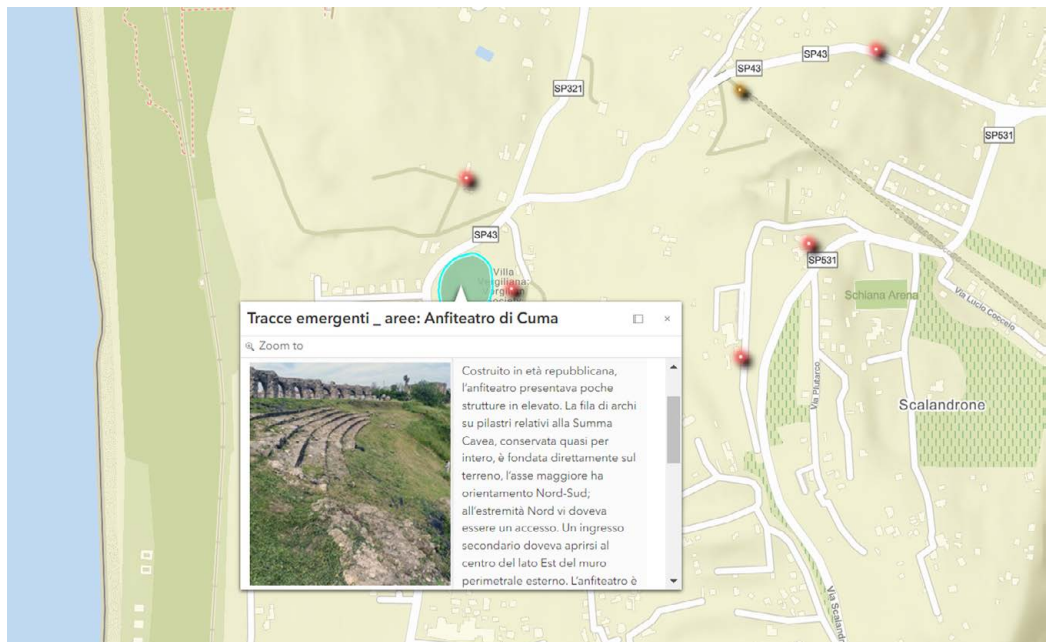 SP43
SP43
SP321
SP531
SP43
Villa
SP531
Schiana Arena
Via Lucio Cocceio
Tracce emergenti _ aree: Anfiteatro di Cuma
Zoom to
Costruito in età repubblicana,
l'anfiteatro presentava poche
strutture in elevato. La fila di archi
su pilastri relativi alla Summa
Cavea, conservata quasi per
intero, è fondata direttamente sul
terreno, l'asse maggiore ha
orientamento Nord-Sud;
all'estremità Nord vi doveva
essere un accesso. Un ingresso
secondario doveva aprirsi al
centro del lato Est del muro
perimetrale esterno. L'anfiteatro è
Via Plutarco
Scalandrone
Via Scaland